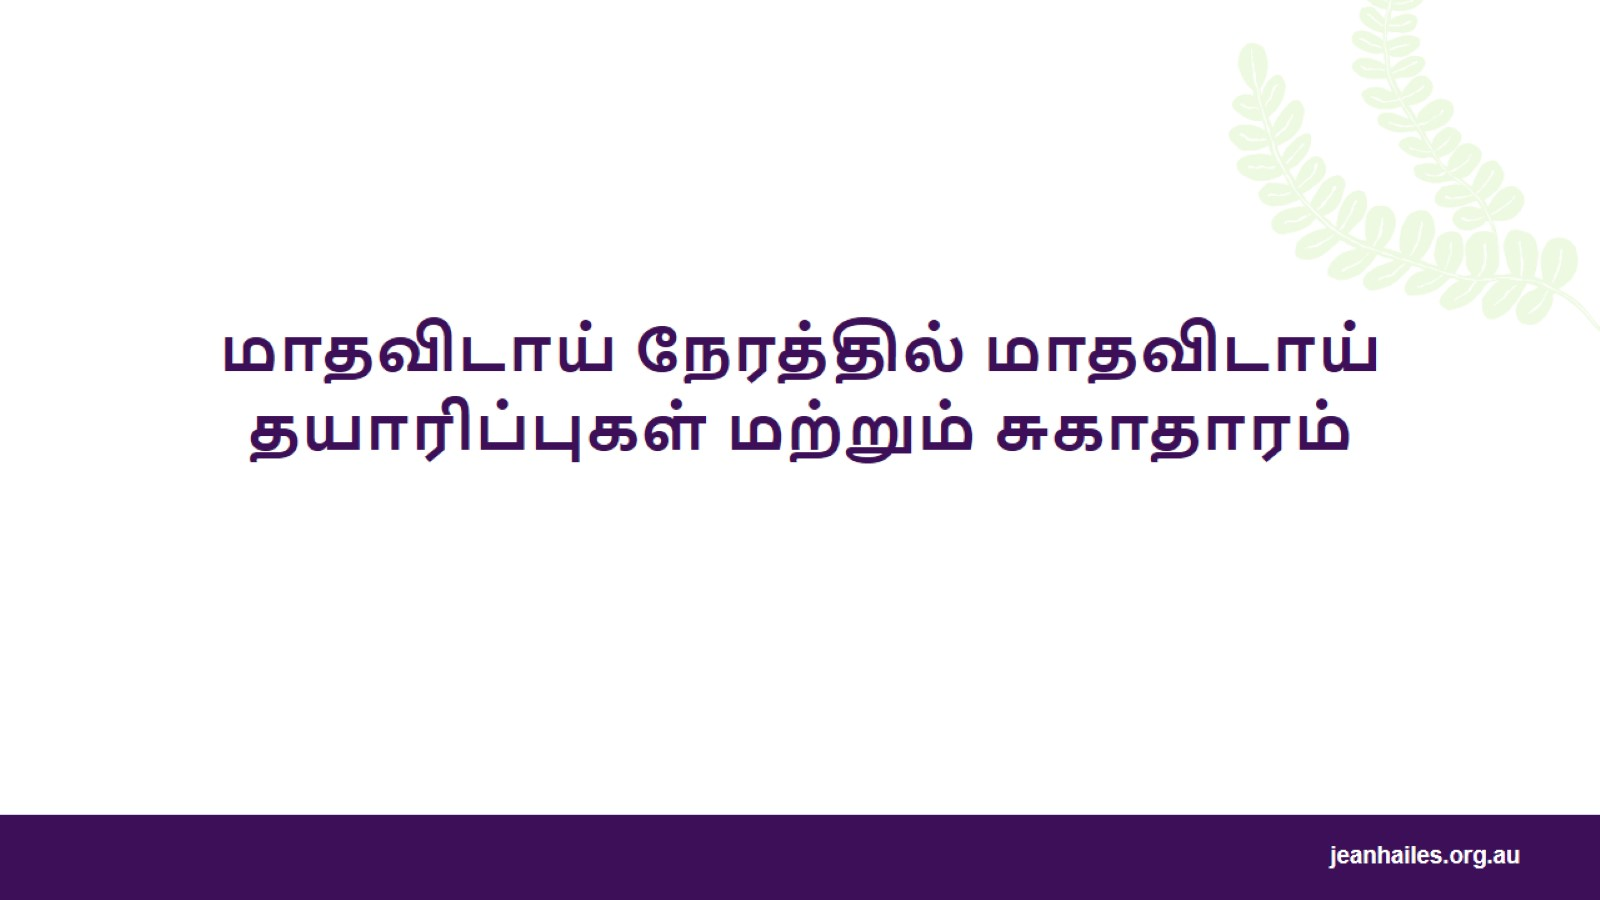 மாதவிடாய் நேரத்தில் மாதவிடாய்
தயாரிப்புகள் மற்றும் சுகாதாரம்
jeanhailes.org.au